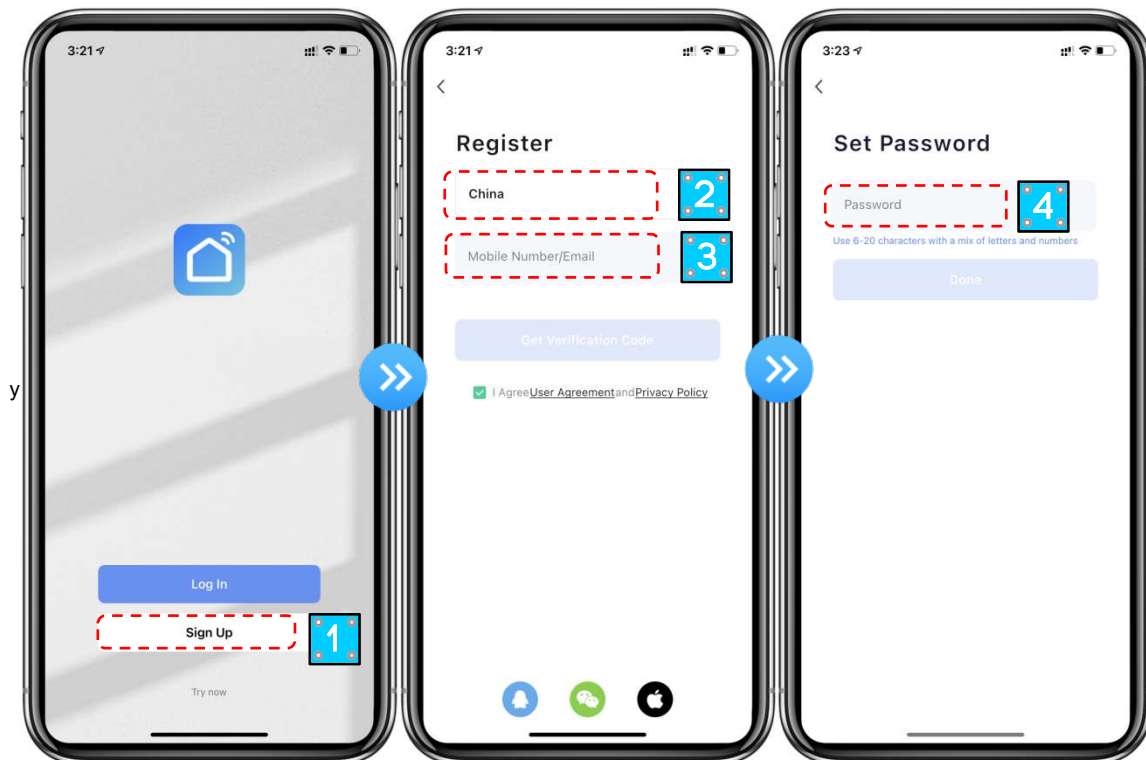 3:21
Log In
Sign Up
1
Try now
y
3:21
Register
China
2
Mobile Number/Email
3
Get Verification Code
I AgreeUser AgreementandPrivacy Policy
3:23
Set Password
Password
4
Use 6-20 characters with a mix of letters and numbers
Done